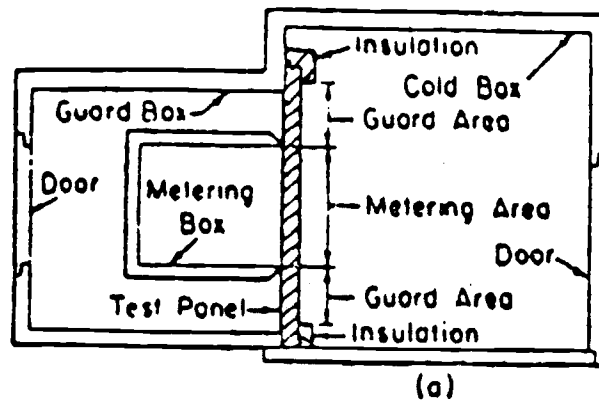 Insulation
Cold Box
Guard Box
Guard Area
Door
Metering
Box
Metering Area
Door
Test Panel
Guard Area
Insulation
(a)